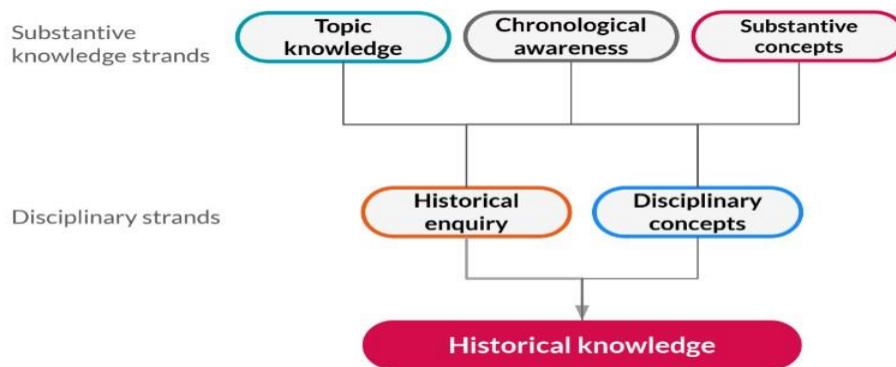 Substantive
knowledge strands
Topic
knowledge
Chronological
awareness
Substantive
concepts
Disciplinary strands
Historical
enquiry
Disciplinary
concepts
Historical knowledge